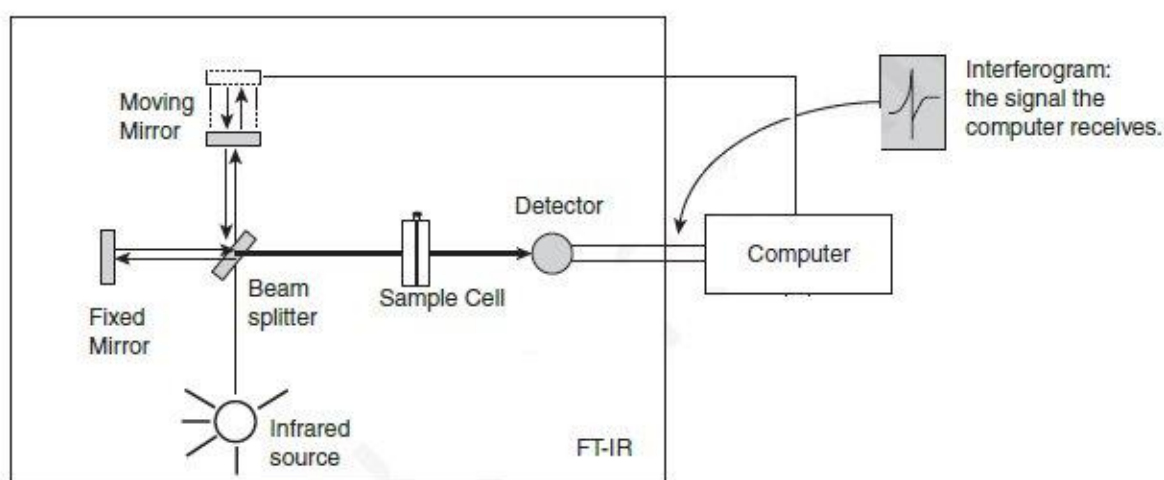 Moving
Mirror
Interferogram:
the signal the
computer receives.
Detector
Computer
Beam
splitter
Sample Cell
Fixed
Mirror
Infrared
source
FT-IR